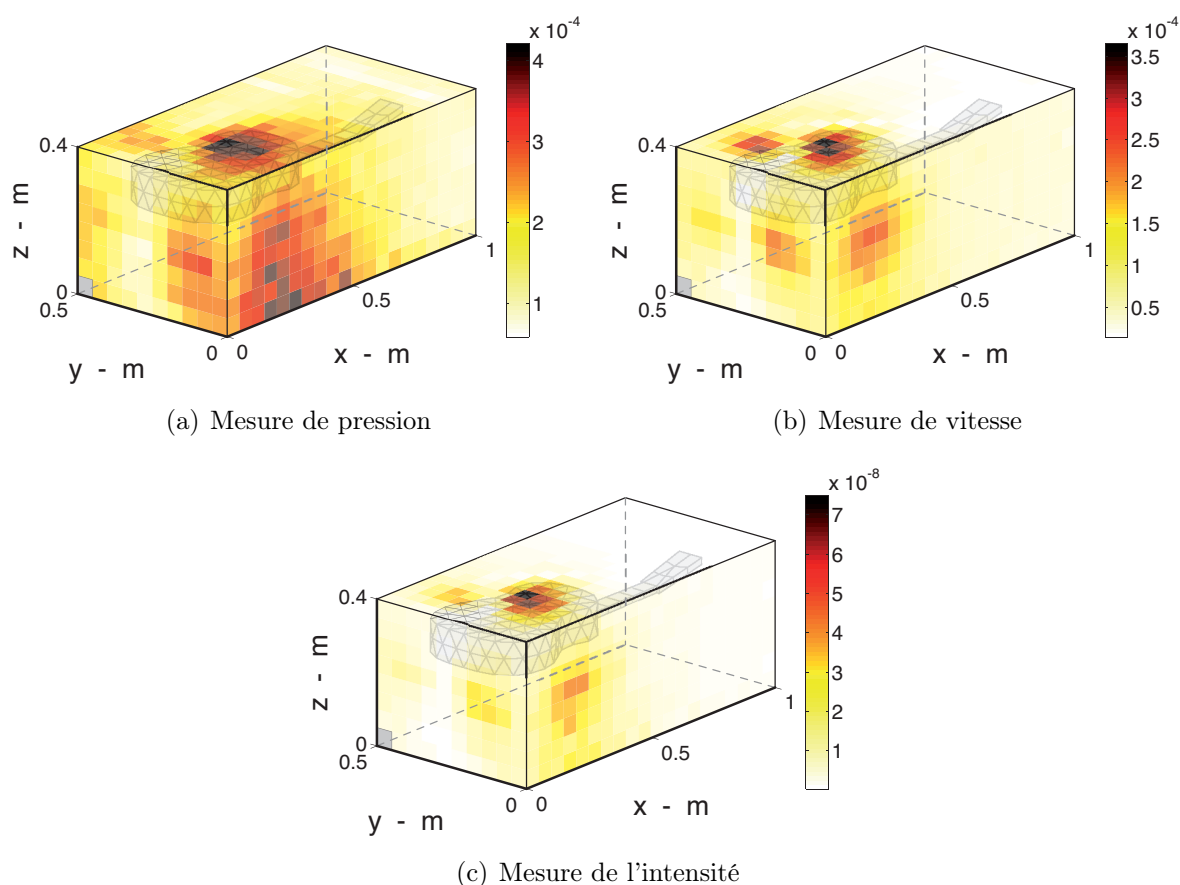 x 10⁻⁴
4
3
2
1
0.4
z - m
0
0.5
y - m
0
0
x - m
0.5
1
(a) Mesure de pression
x 10⁻⁴
3.5
3
2.5
2
1.5
1
0.5
0.4
z - m
0
0.5
y - m
0
0
x - m
0.5
1
(b) Mesure de vitesse
x 10⁻⁸
7
6
5
4
3
2
1
0.4
z - m
0
0.5
y - m
0
0
x - m
0.5
1
(c) Mesure de l'intensité